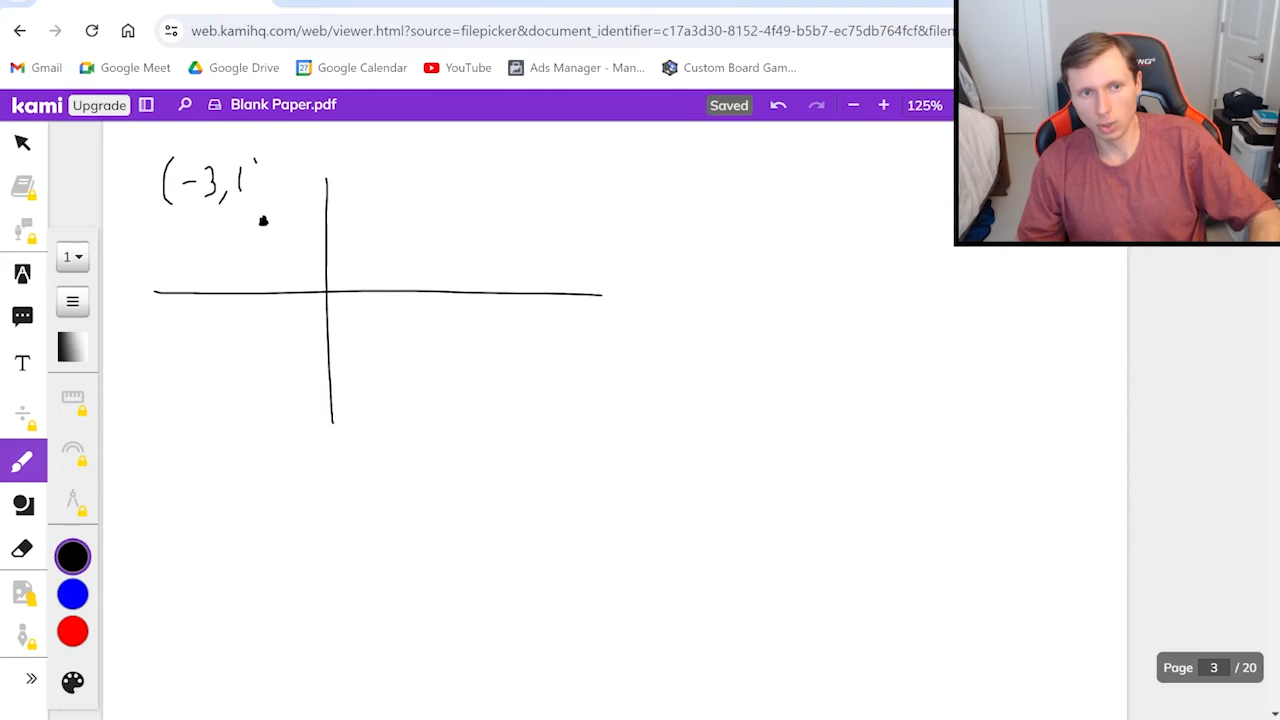 web.kamihq.com/web/viewer.html?source=filepicker&document_identifier=c17a3d30-8152-4f49-b5b7-ec75db764fcf&filen
Gmail Google Meet Google Drive 27 Google Calendar YouTube Ads Manager - Man... Custom Board Gam...
kami Upgrade Blank Paper.pdf Saved 125%
(-3, 1
1
T
Page 3 / 20